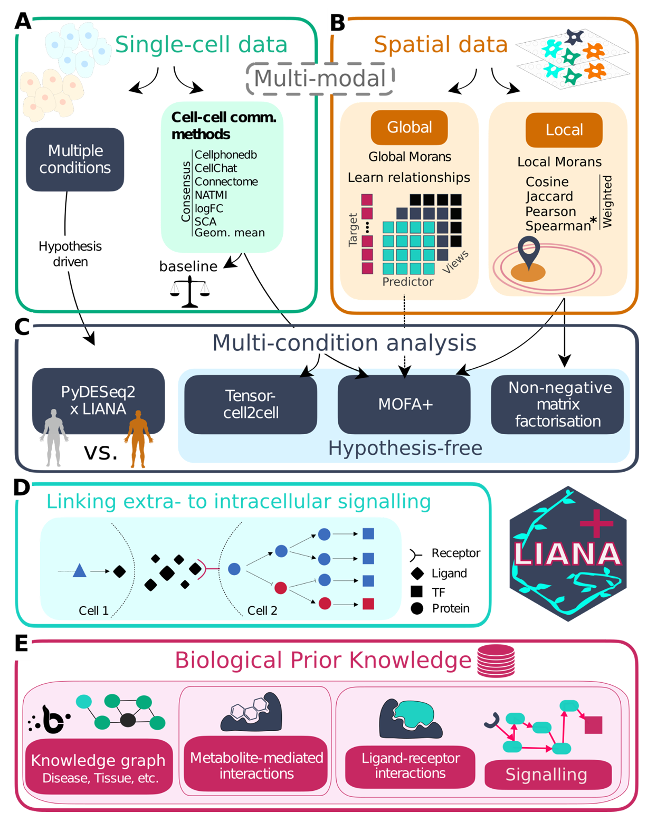 A
Single-cell data
Multiple
conditions
Hypothesis
driven
Cell-cell comm.
methods
Consensus
Cellphonedb
CellChat
Connectome
NATMI
logFC
SCA
Geom. mean
baseline
Multi-modal
B
Spatial data
Global
Global Morans
Learn relationships
Target
Predictor
Views
Local
Local Morans
Cosine
Jaccard
Pearson
Spearman*
Weighted
C
Multi-condition analysis
PyDESeq2
x LIANA
vs.
Tensor-
cell2cell
MOFA+
Non-negative
matrix
factorisation
Hypothesis-free
D
Linking extra- to intracellular signalling
Cell 1
Cell 2
Receptor
Ligand
TF
Protein
LIANA
+
E
Biological Prior Knowledge
Knowledge graph
Disease, Tissue, etc.
Metabolite-mediated
interactions
Ligand-receptor
interactions
Signalling